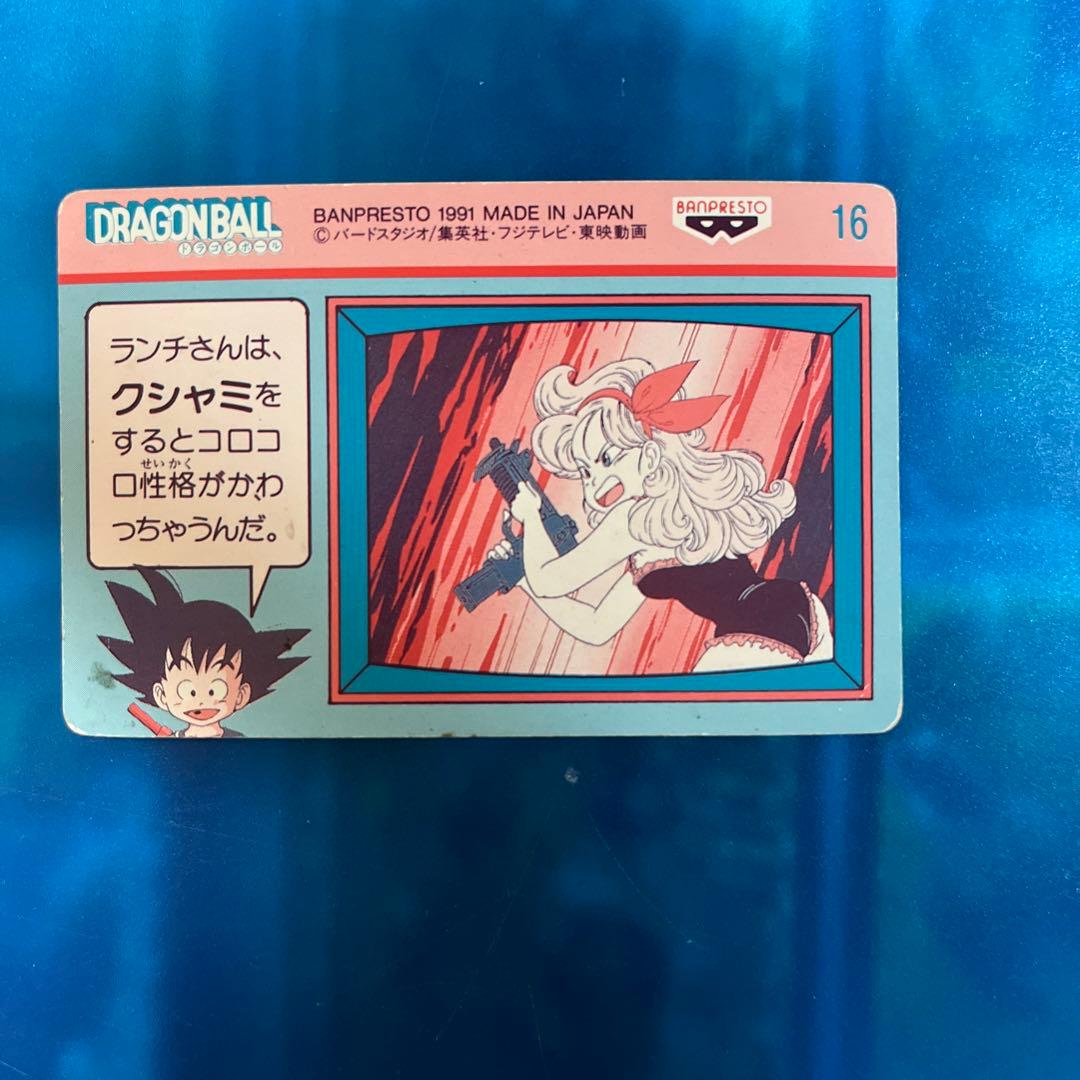 DRAGONBALL
ドラゴンボール
BANPRESTO 1991 MADE IN JAPAN
©バードスタジオ/集英社・フジテレビ・東映動画
BANPRESTO
16
ランチさんは、
クシャミを
するとコロコ
ロ性格がかわ
せいかく
っちゃうんだ。